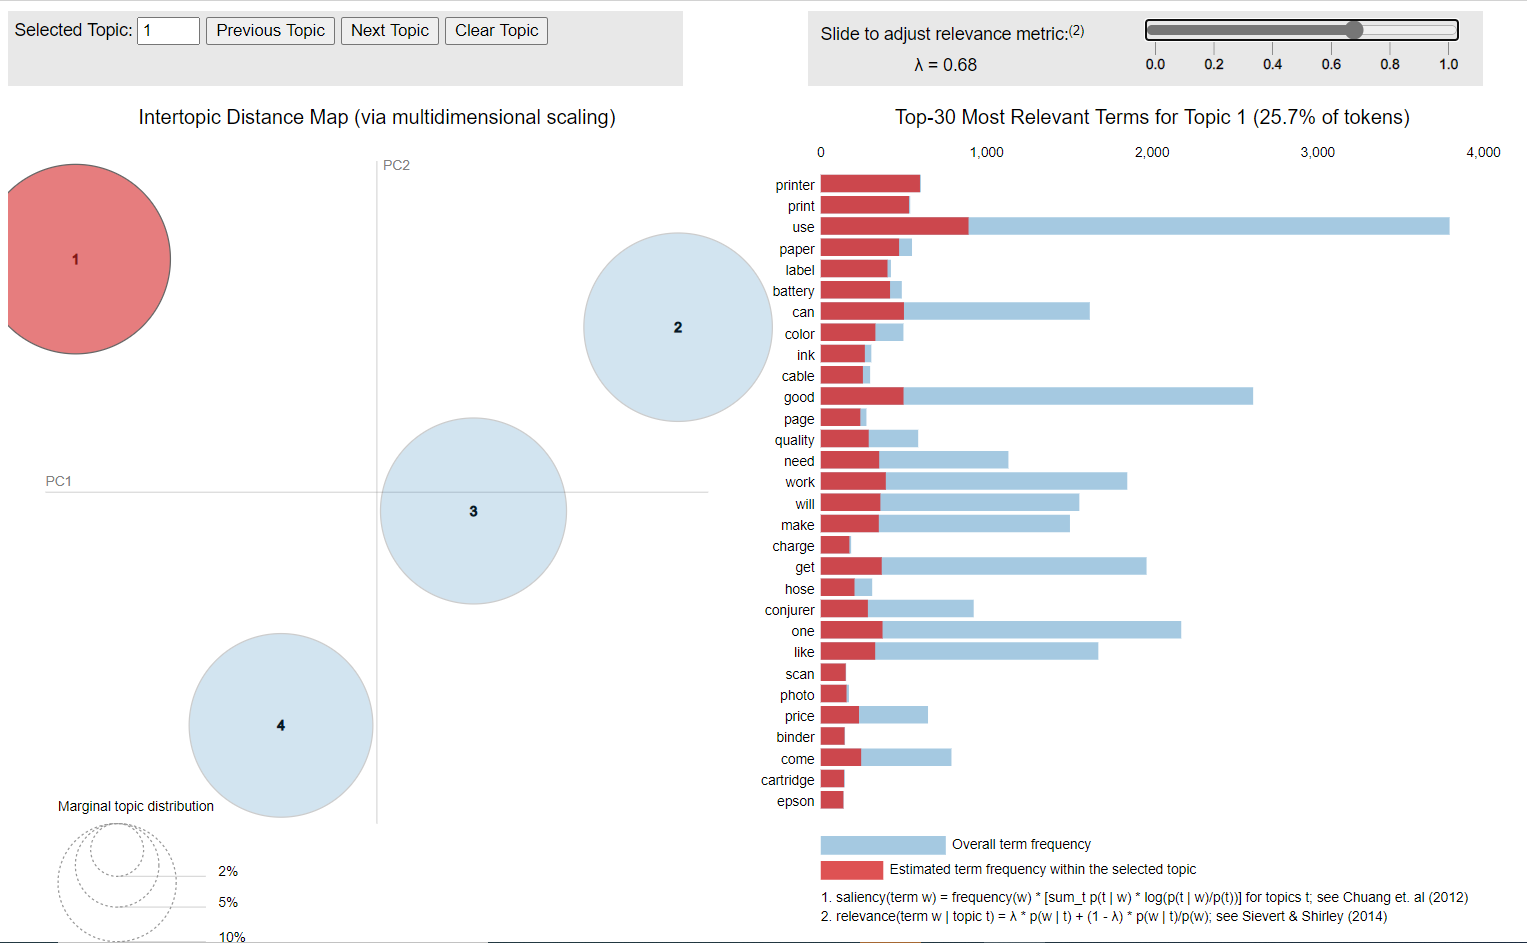 Selected Topic: 1 Previous Topic Next Topic Clear Topic
Slide to adjust relevance metric:(2)
λ = 0.68
0.0 0.2 0.4 0.6 0.8 1.0
Intertopic Distance Map (via multidimensional scaling)
PC2
PC1
1
2
3
4
Marginal topic distribution
2%
5%
10%
Top-30 Most Relevant Terms for Topic 1 (25.7% of tokens)
0 1,000 2,000 3,000 4,000
printer
print
use
paper
label
battery
can
color
ink
cable
good
page
quality
need
work
will
make
charge
get
hose
conjurer
one
like
scan
photo
price
binder
come
cartridge
epson
Overall term frequency
Estimated term frequency within the selected topic
1. saliency(term w) = frequency(w) * [sum_t p(t | w) * log(p(t | w)/p(t))] for topics t; see Chuang et. al (2012)
2. relevance(term w | topic t) = λ * p(w | t) + (1 - λ) * p(w | t)/p(w); see Sievert & Shirley (2014)